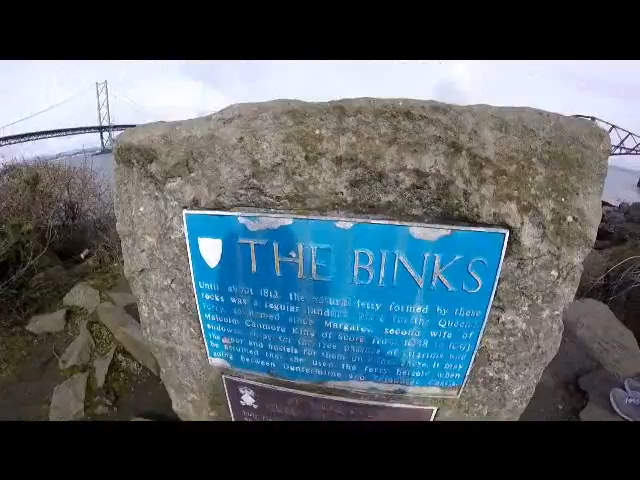 THE BINKS
Until about 1812, the natural jetty formed by these
rocks was a regular landing place for the Queens
Ferry, so named since Margaret, second wife of
Malcolm Canmore King of Scots from 1058 to 1093
endowed for the free passage of pilgrims and
poor and hostels for them on either shore. It may
be assumed that she used the ferry herself when
going between Dunfermline and